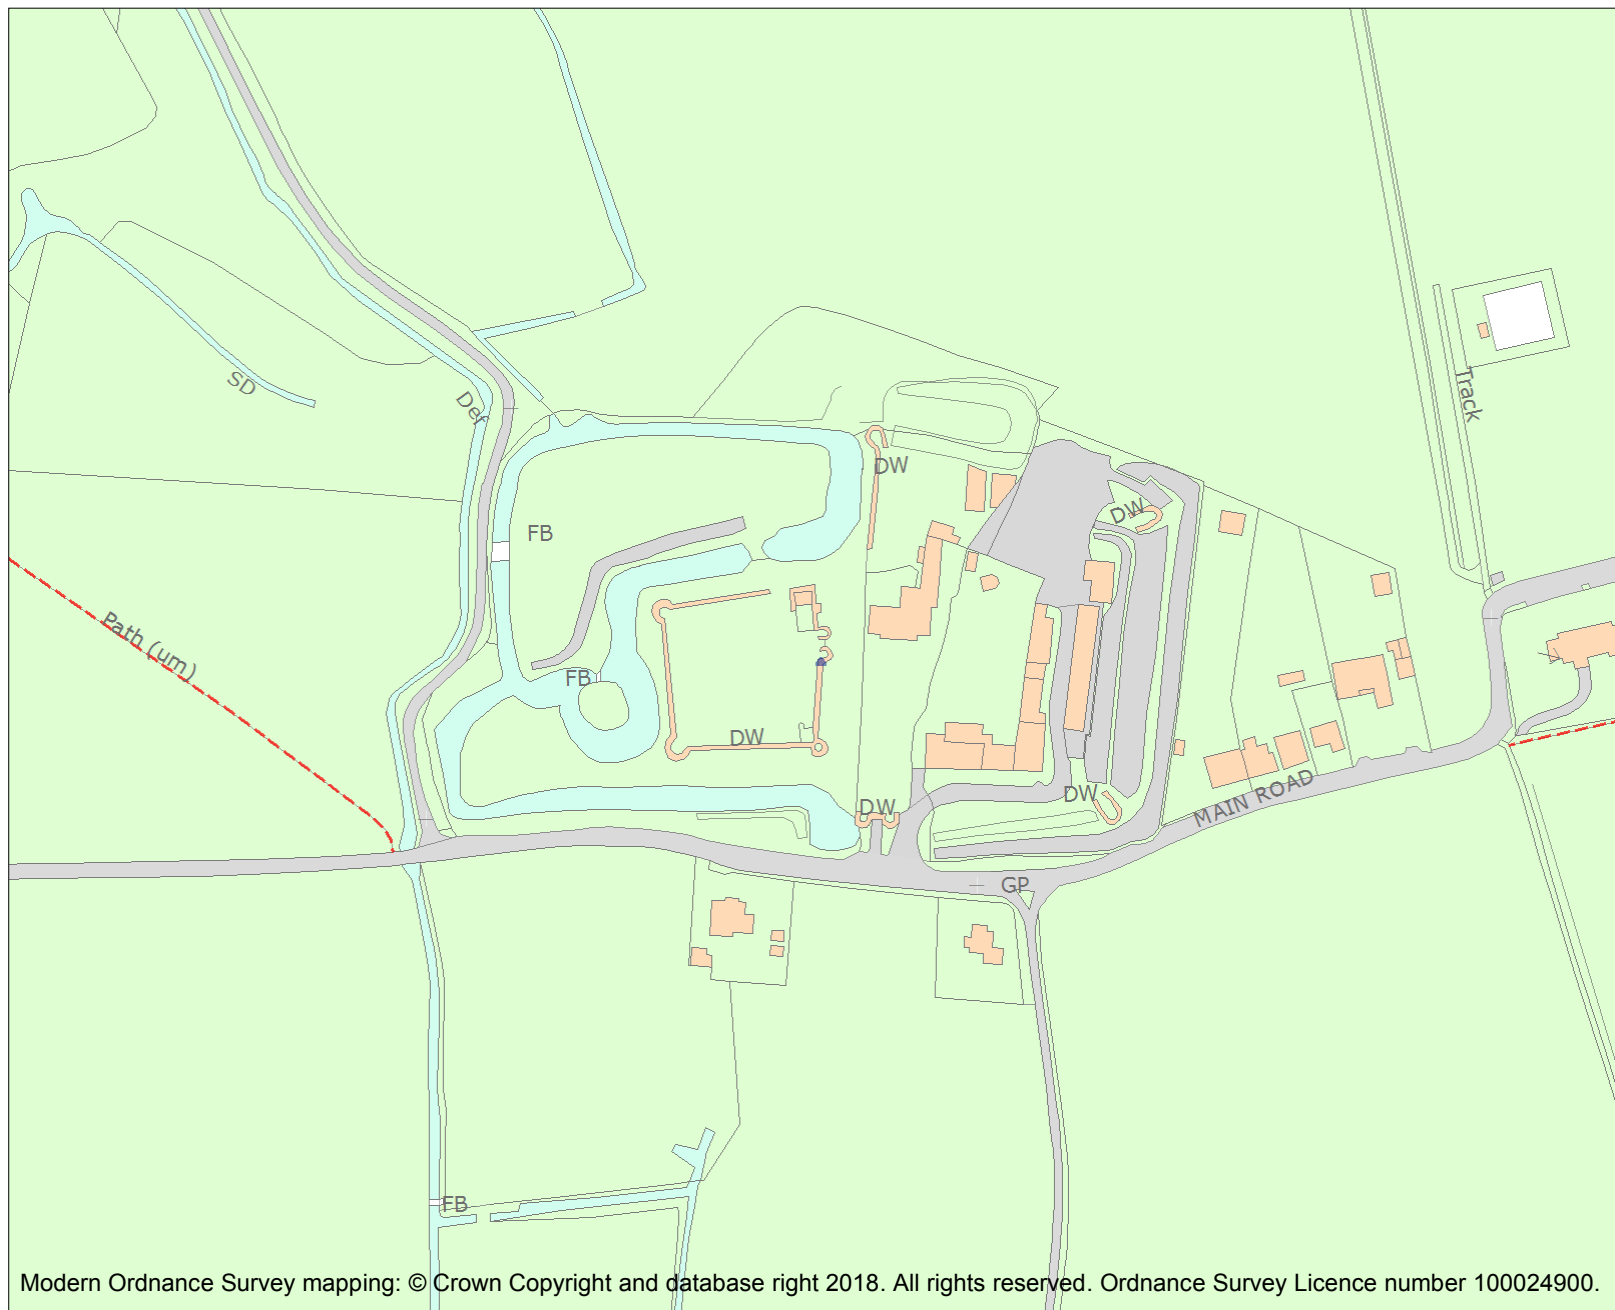 SD
Def
Track
DW
DW
FB
Path (um)
FB
DW
DW
DW
MAIN ROAD
GP
FB
Modern Ordnance Survey mapping: © Crown Copyright and database right 2018. All rights reserved. Ordnance Survey Licence number 100024900.